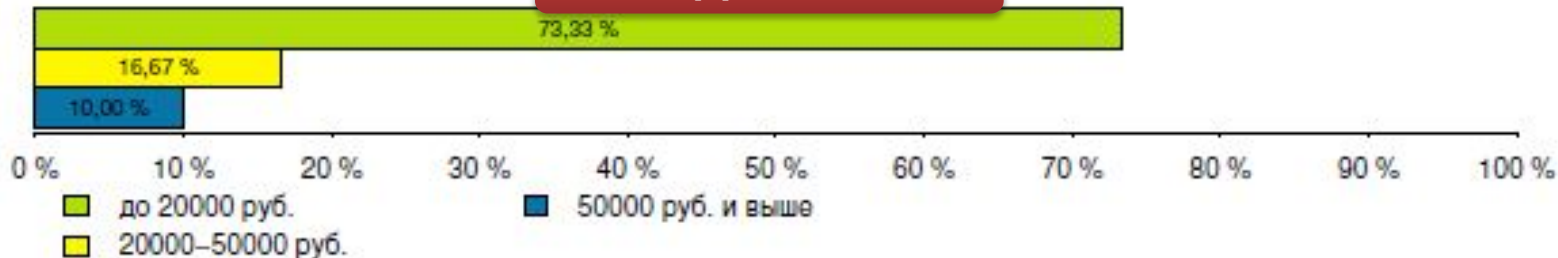 73,33 %
16,67 %
10,00 %
0 % 10 % 20 % 30 % 40 % 50 % 60 % 70 % 80 % 90 % 100 %
до 20000 руб. 50000 руб. и выше
20000–50000 руб.